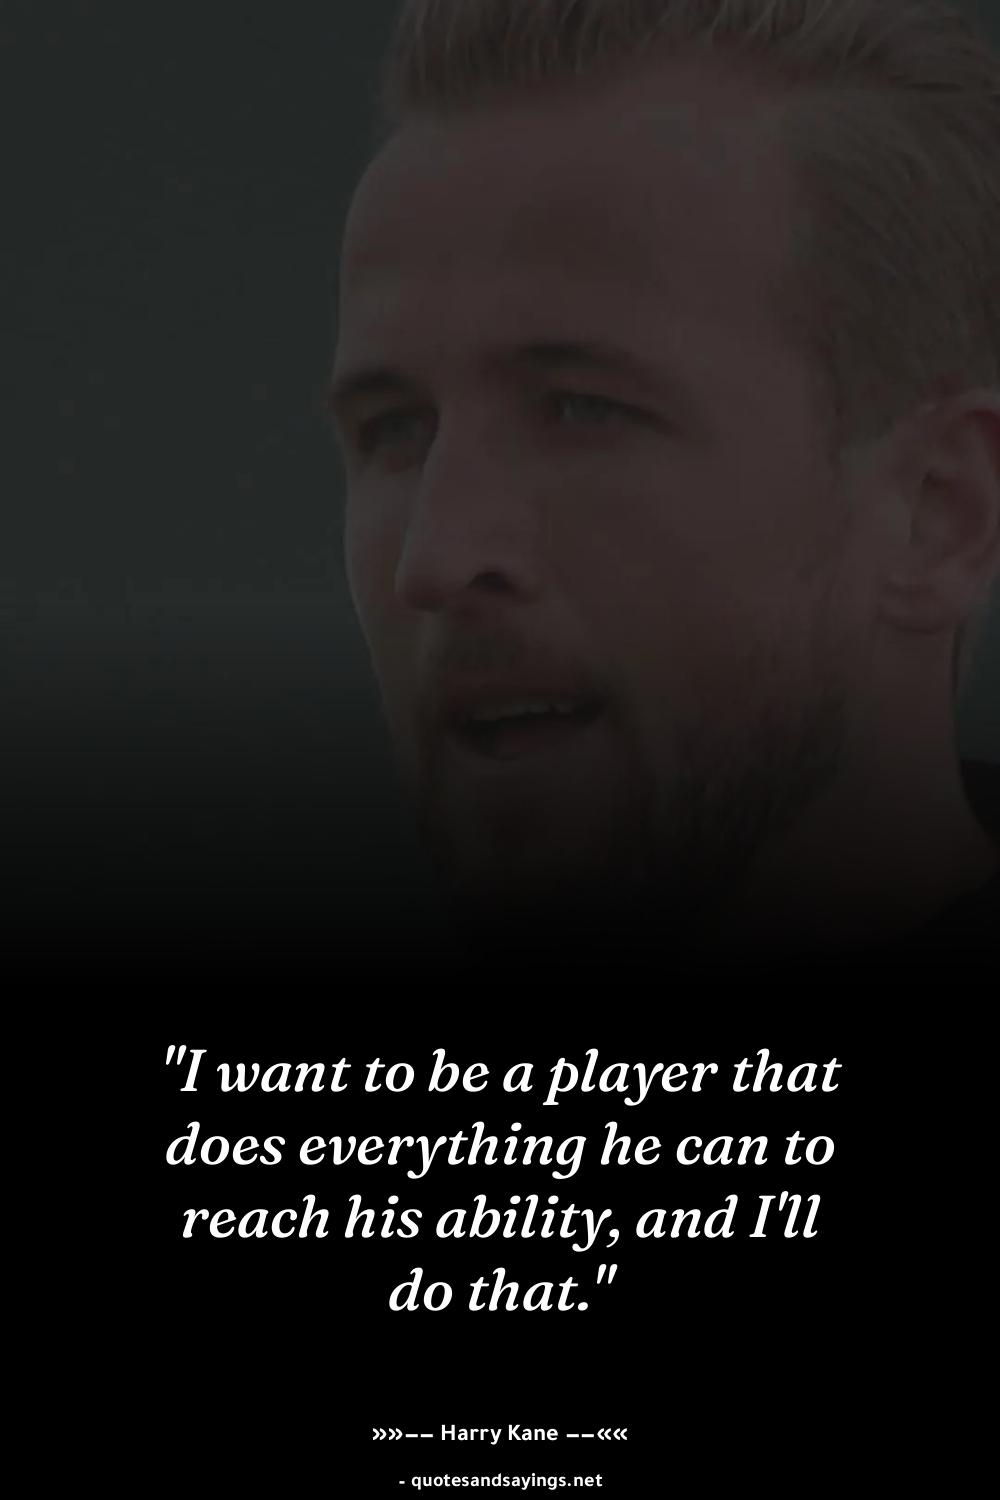 "I want to be a player that
does everything he can to
reach his ability, and I'll
do that."
»»–– Harry Kane ––««
- quotesandsayings.net